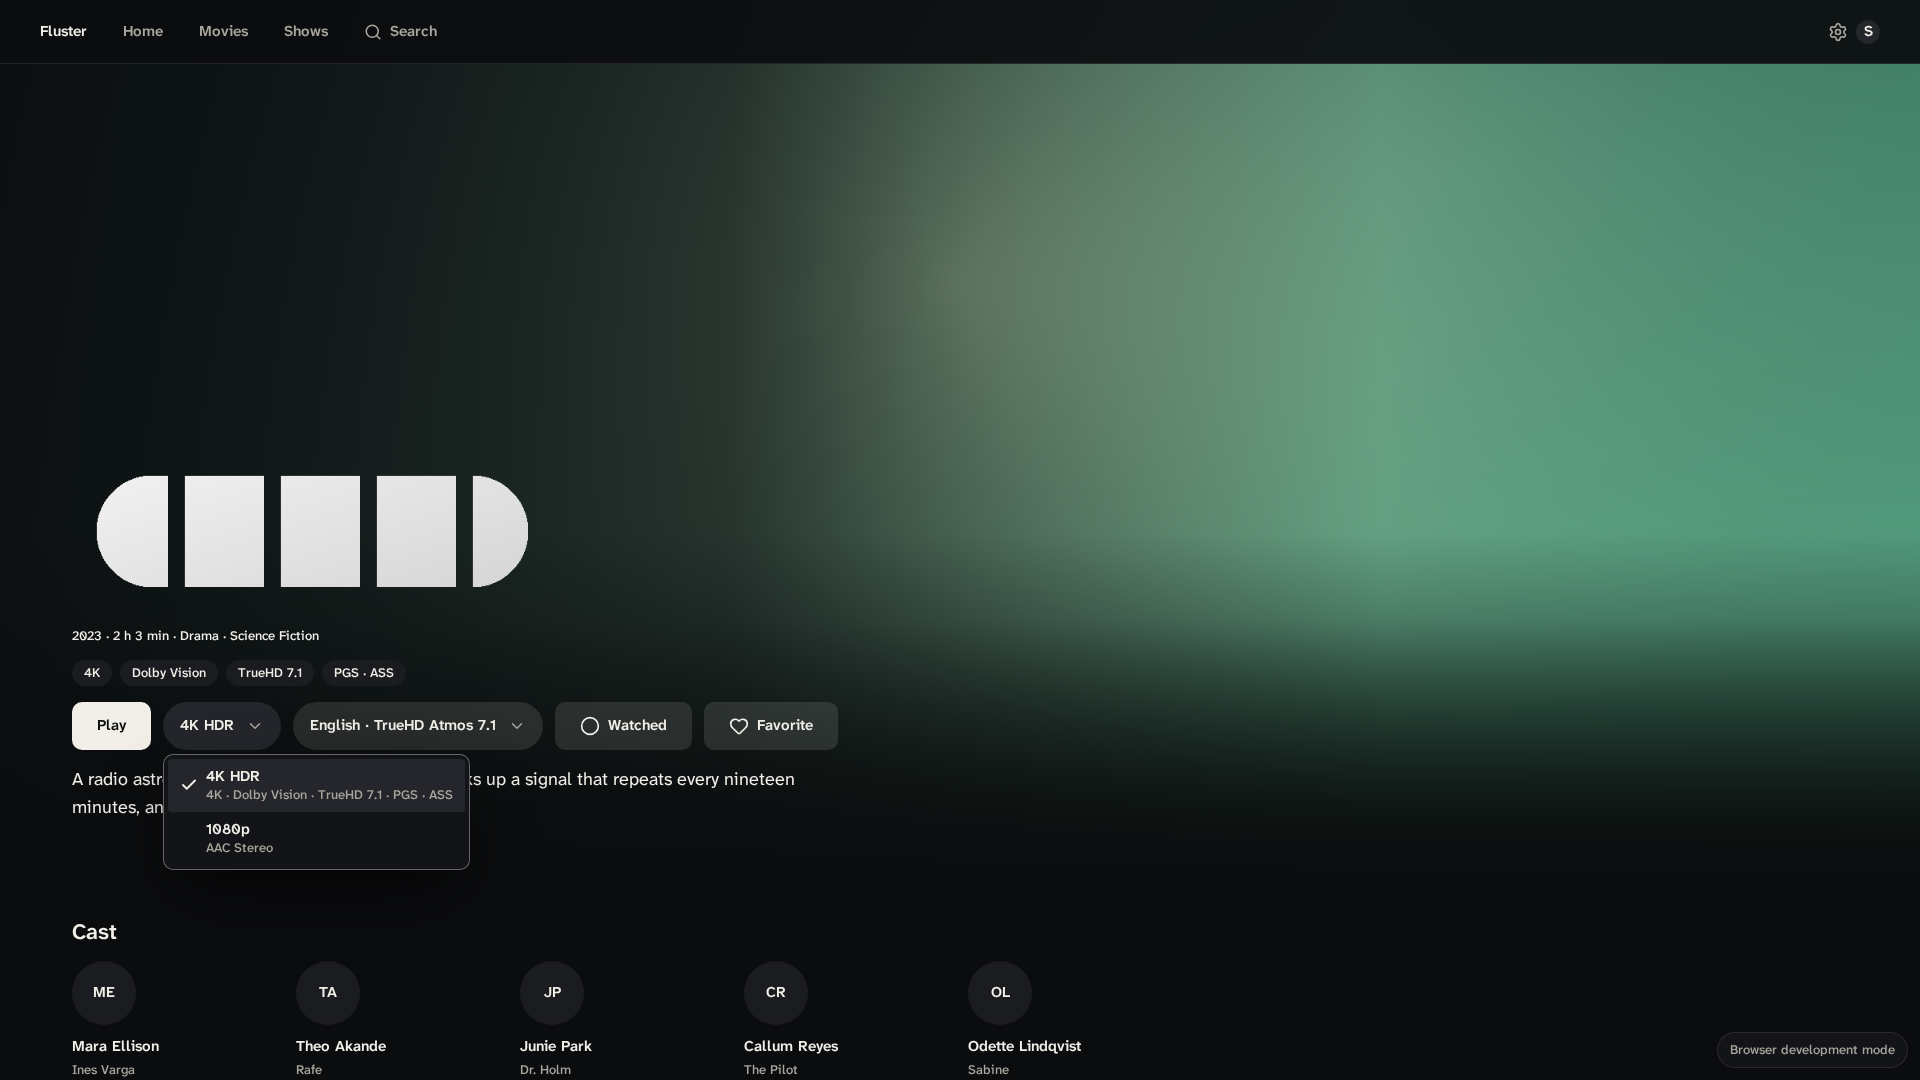 Fluster Home Movies Shows Search S
2023 · 2 h 3 min · Drama · Science Fiction
4K Dolby Vision TrueHD 7.1 PGS · ASS
Play 4K HDR English · TrueHD Atmos 7.1 Watched Favorite
A radio astr
ks up a signal that repeats every nineteen
minutes, an
4K HDR
4K · Dolby Vision · TrueHD 7.1 · PGS · ASS
1080p
AAC Stereo
Cast
ME TA JP CR OL
Mara Ellison Theo Akande Junie Park Callum Reyes Odette Lindqvist
Ines Varga Rafe Dr. Holm The Pilot Sabine
Browser development mode